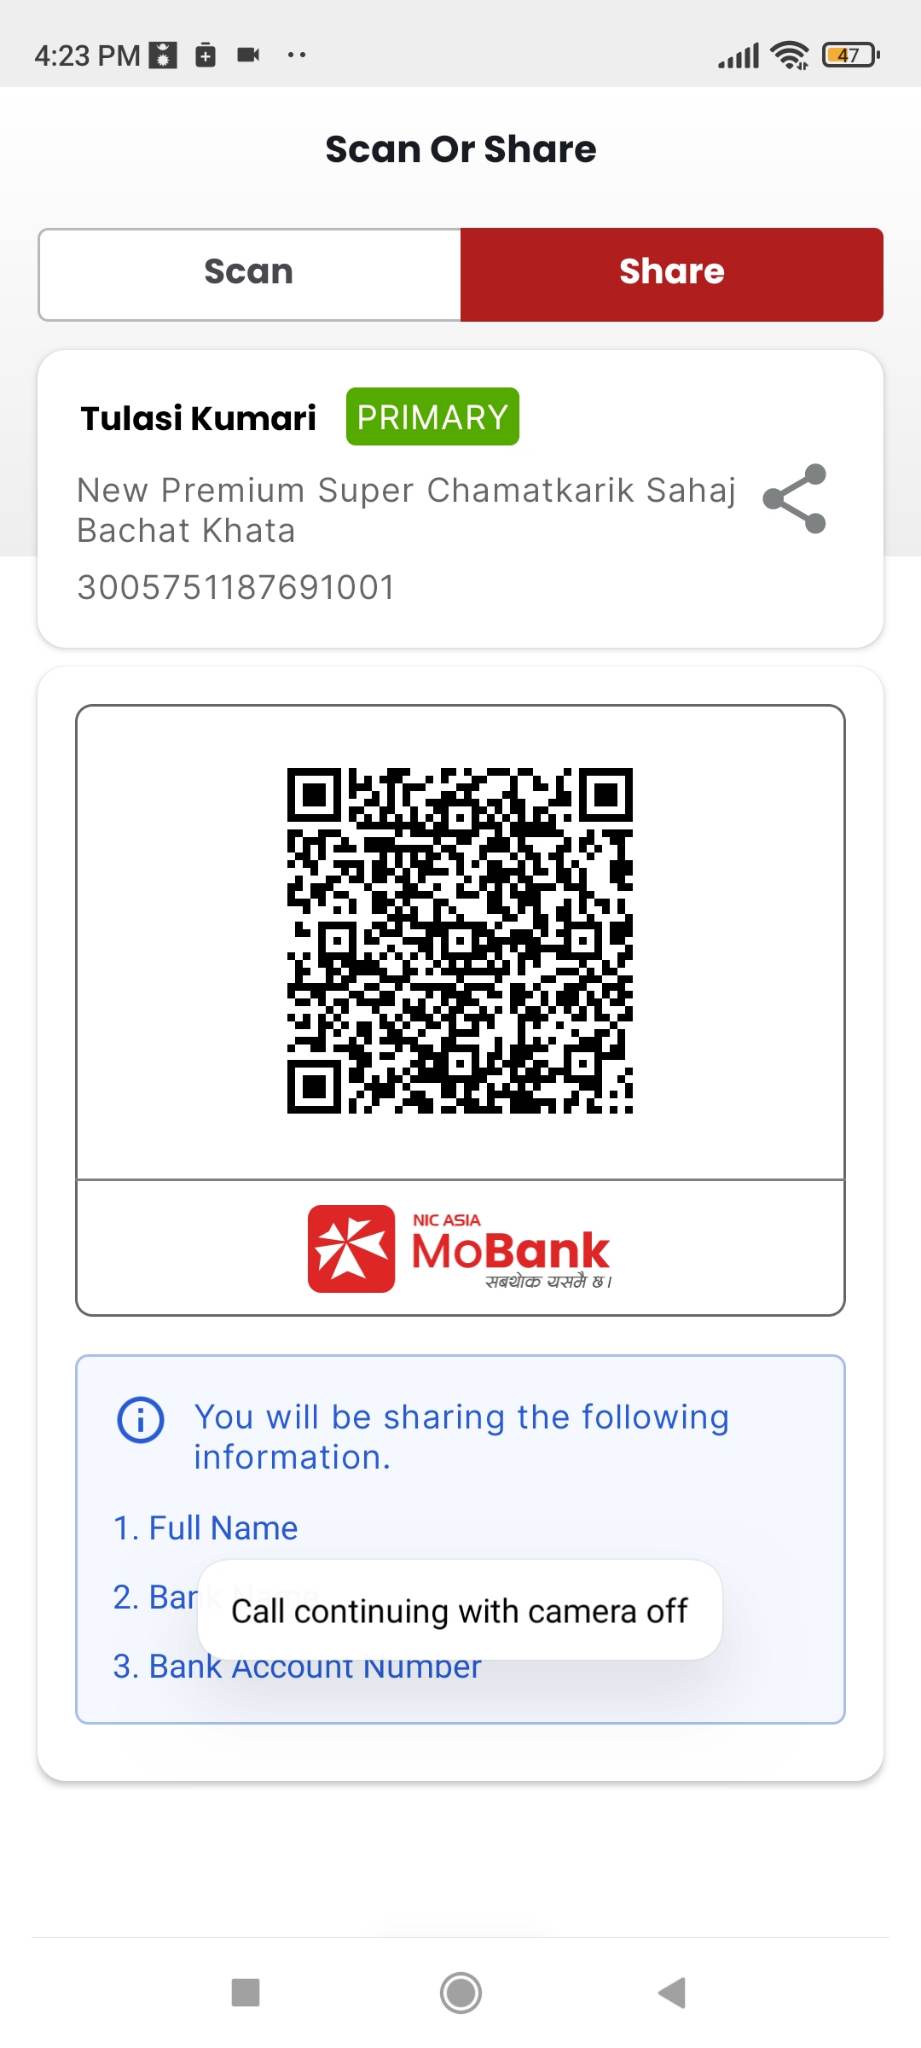 4:23 PM
47
Scan Or Share
Scan
Share
Tulasi Kumari
PRIMARY
New Premium Super Chamatkarik Sahaj
Bachat Khata
3005751187691001
NIC ASIA
MoBank
सबथोक यसमै छ।
You will be sharing the following
information.
1. Full Name
2. Bank Name
Call continuing with camera off
3. Bank Account Number